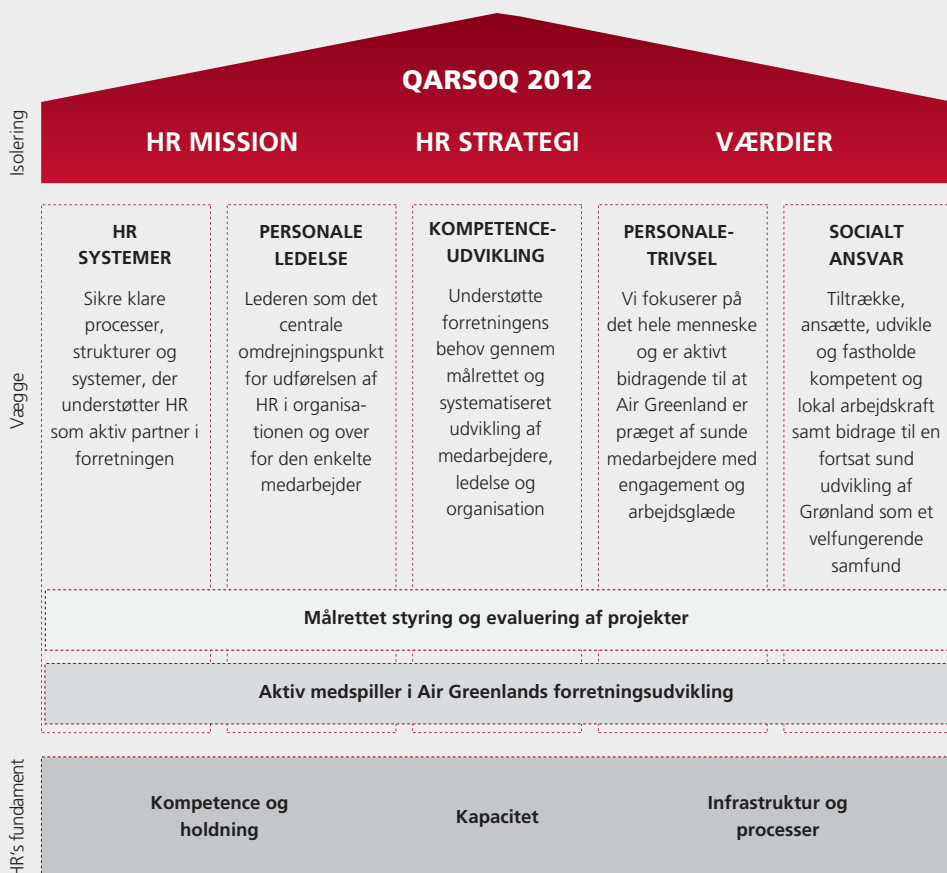 QARSOQ 2012
Isolering
HR MISSION
HR STRATEGI
VÆRDIER
Vægge
HR
SYSTEMER
Sikre klare
processer,
strukturer og
systemer, der
understøtter HR
som aktiv partner i
forretningen
PERSONALE
LEDELSE
Lederen som det
centrale
omdrejningspunkt
for udførelsen af
HR i organisa-
tionen og over
for den enkelte
medarbejder
KOMPETENCE-
UDVIKLING
Understøtte
forretningens
behov gennem
målrettet og
systematiseret
udvikling af
medarbejdere,
ledelse og
organisation
PERSONALE-
TRIVSEL
Vi fokuserer på
det hele menneske
og er aktivt
bidragende til at
Air Greenland er
præget af sunde
medarbejdere med
engagement og
arbejdsglæde
SOCIALT
ANSVAR
Tiltrække,
ansætte, udvikle
og fastholde
kompetent og
lokal arbejdskraft
samt bidrage til en
fortsat sund
udvikling af
Grønland som et
velfungerende
samfund
Målrettet styring og evaluering af projekter
Aktiv medspiller i Air Greenlands forretningsudvikling
HR's fundament
Kompetence og
holdning
Kapacitet
Infrastruktur og
processer